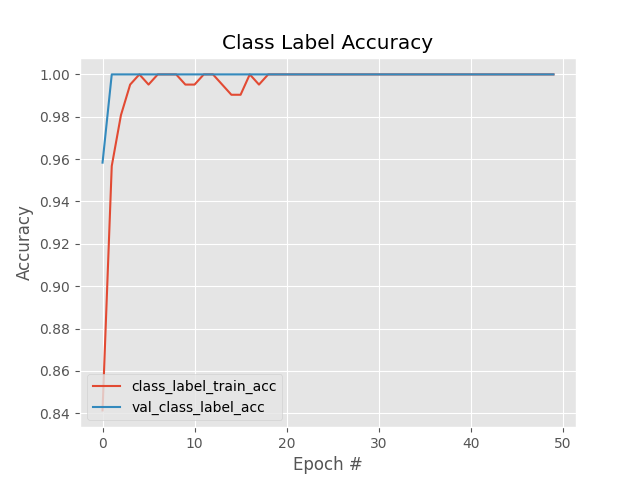 Class Label Accuracy
1.00
0.98
0.96
0.94
0.92
0.90
0.88
0.86
0.84
Accuracy
class_label_train_acc
val_class_label_acc
0 10 20 30 40 50
Epoch #